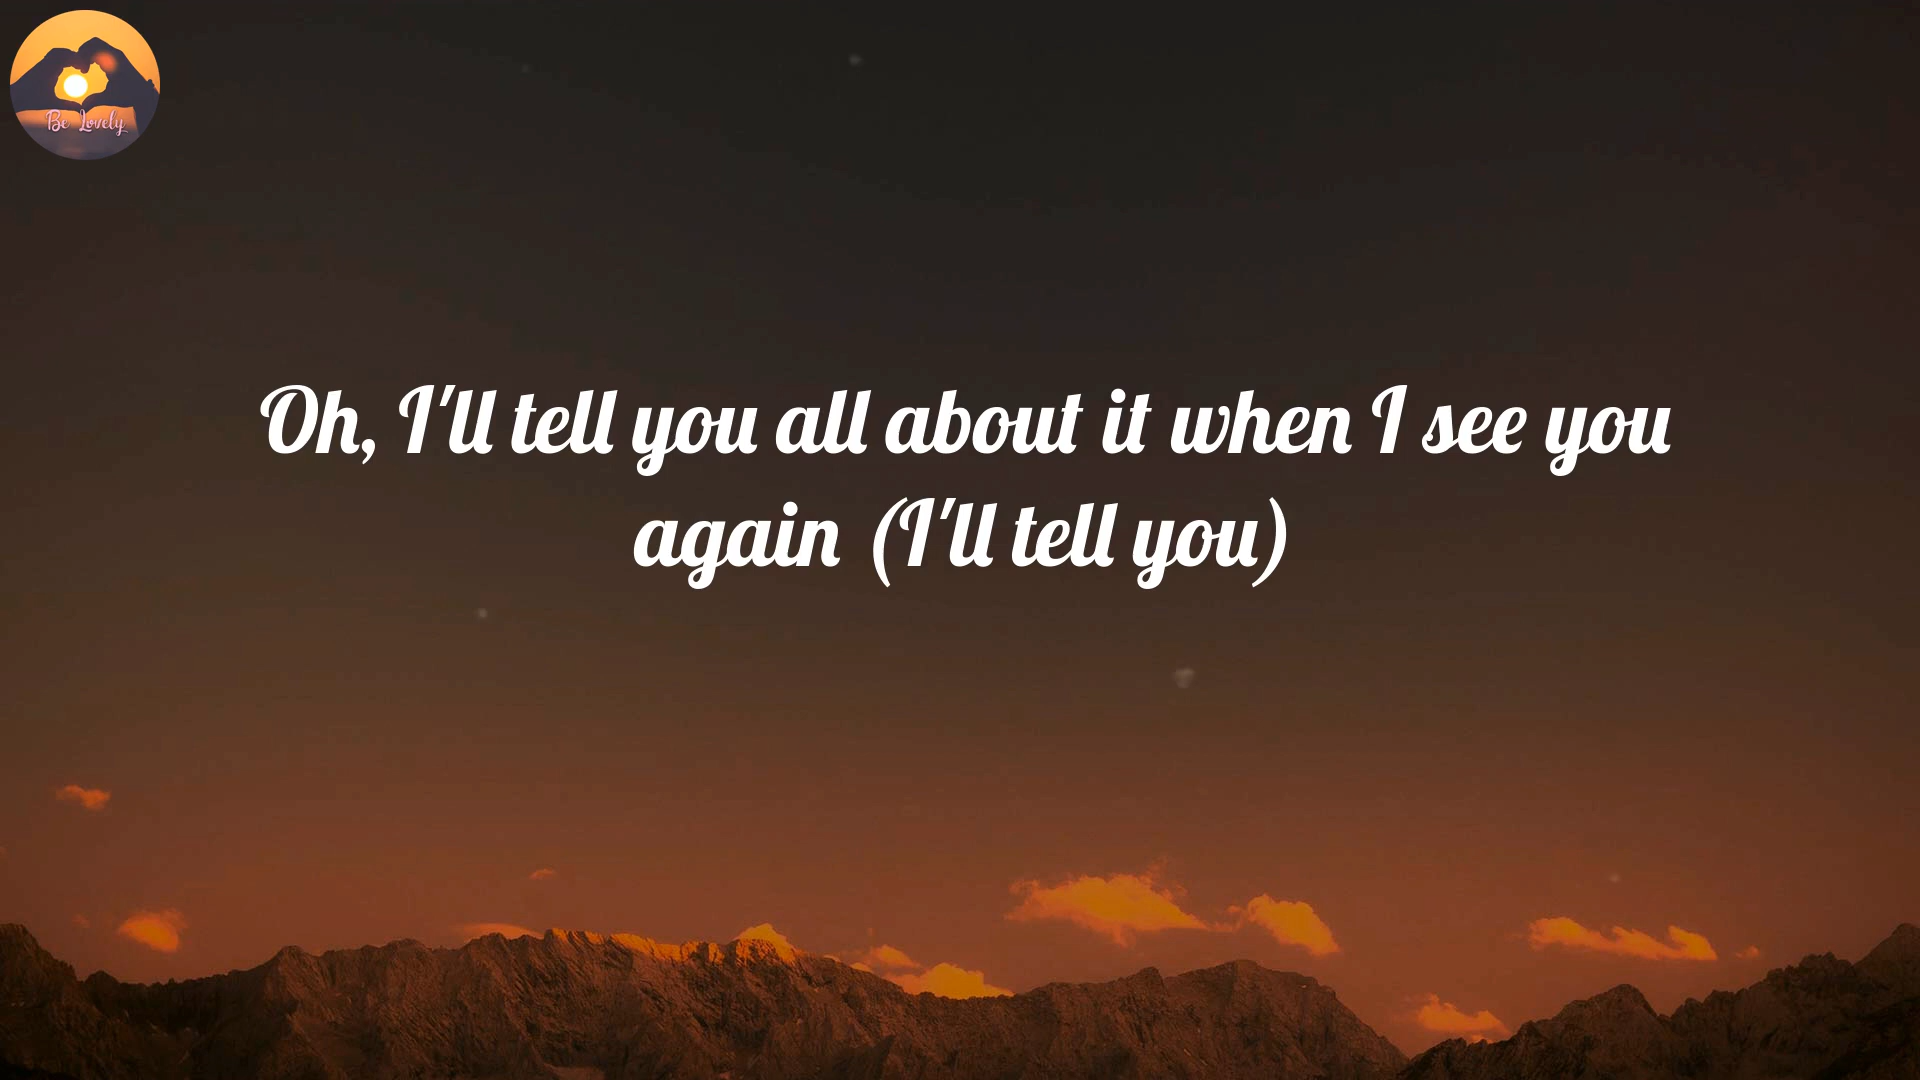 Be Lovely
Oh, I'll tell you all about it when I see you
again (I'll tell you)